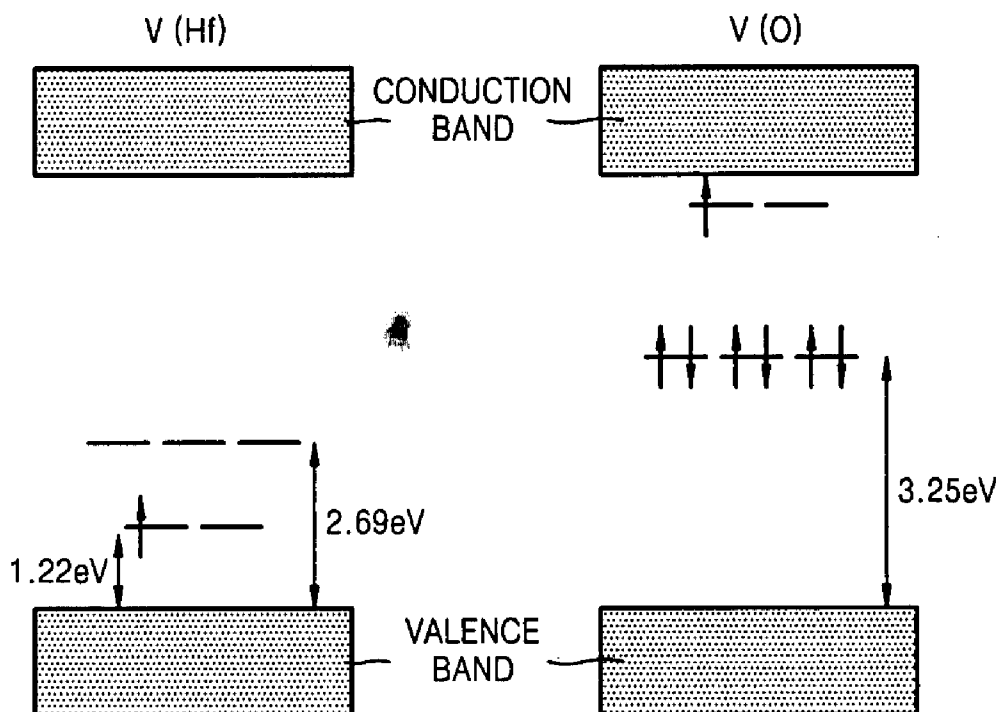 V (Hf)
V (O)
CONDUCTION
BAND
3.25eV
2.69eV
1.22eV
VALENCE
BAND